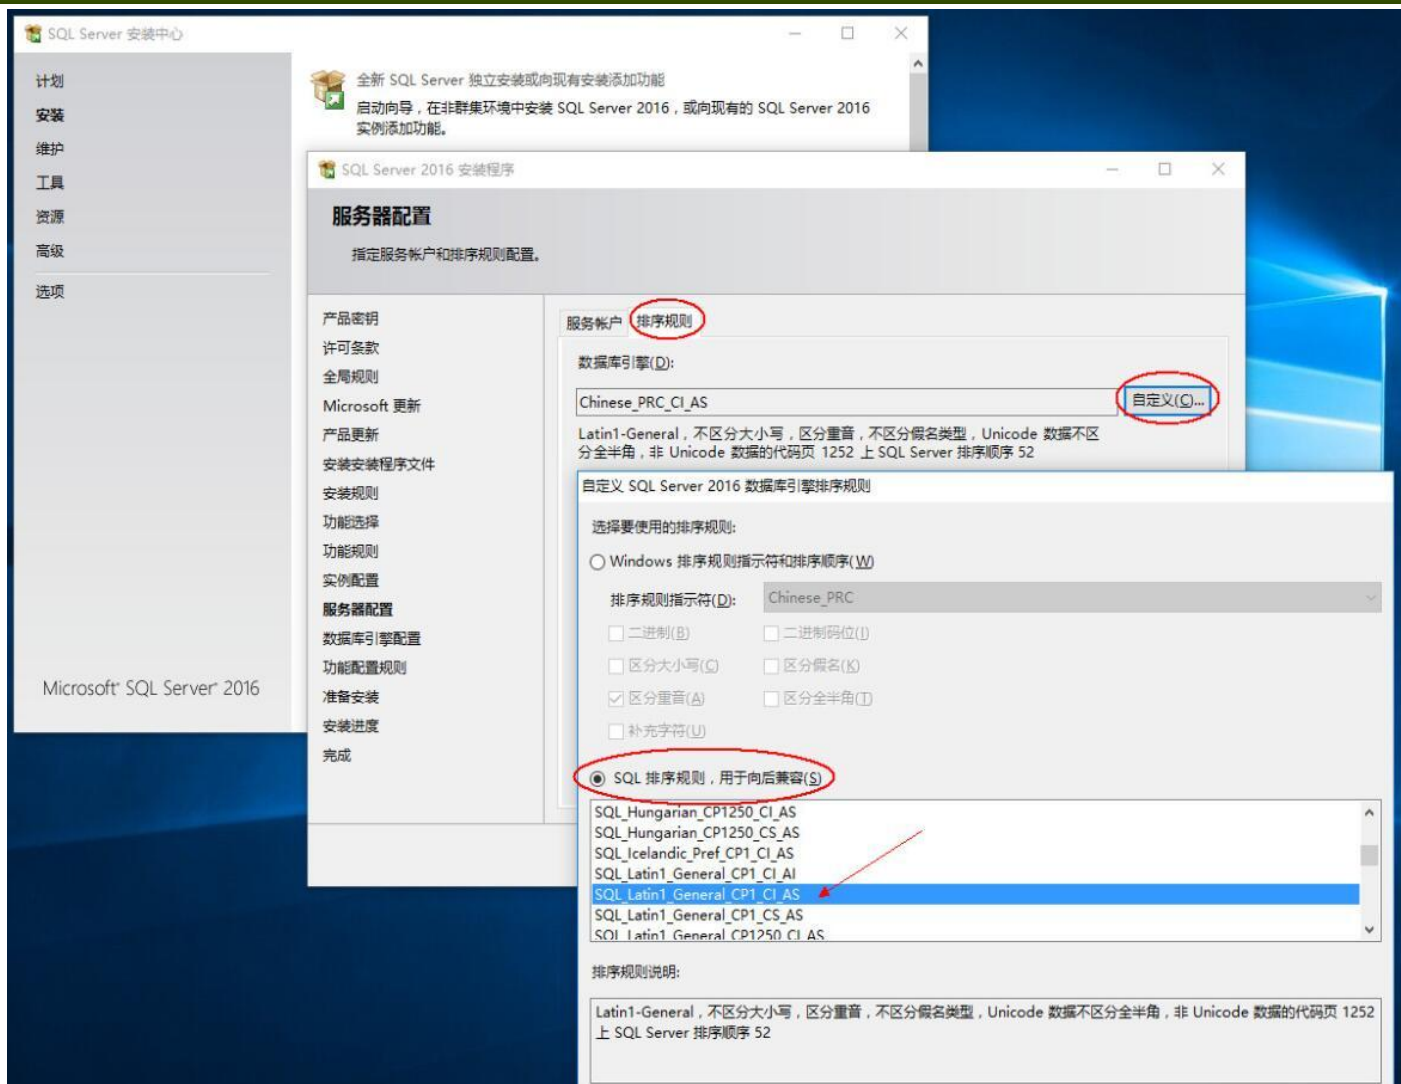 SQL Server 安装中心
计划
安装
维护
工具
资源
高级
选项
Microsoft SQL Server 2016
全新 SQL Server 独立安装或向现有安装添加功能
启动向导，在非群集环境中安装 SQL Server 2016，或向现有的 SQL Server 2016
实例添加功能。
SQL Server 2016 安装程序
服务器配置
指定服务帐户和排序规则配置。
产品密钥
许可条款
全局规则
Microsoft 更新
产品更新
安装安装程序文件
安装规则
功能选择
功能规则
实例配置
服务器配置
数据库引擎配置
功能配置规则
准备安装
安装进度
完成
服务帐户 排序规则
数据库引擎(D):
Chinese_PRC_CI_AS 自定义(C)...
Latin1-General，不区分大小写，区分重音，不区分假名类型，Unicode 数据不区
分全半角，非 Unicode 数据的代码页 1252 上 SQL Server 排序顺序 52
自定义 SQL Server 2016 数据库引擎排序规则
选择要使用的排序规则:
Windows 排序规则指示符和排序顺序(W)
排序规则指示符(D): Chinese_PRC
二进制(B) 二进制码位(I)
区分大小写(C) 区分假名(K)
区分重音(A) 区分全半角(T)
补充字符(U)
SQL 排序规则，用于向后兼容(S)
SQL_Hungarian_CP1250_CI_AS
SQL_Hungarian_CP1250_CS_AS
SQL_Icelandic_Pref_CP1_CI_AS
SQL_Latin1_General_CP1_CI_AI
SQL_Latin1_General_CP1_CI_AS
SQL_Latin1_General_CP1_CS_AS
SQL_Latin1_General_CP1250_CI_AS
排序规则说明:
Latin1-General，不区分大小写，区分重音，不区分假名类型，Unicode 数据不区分全半角，非 Unicode 数据的代码页 1252
上 SQL Server 排序顺序 52